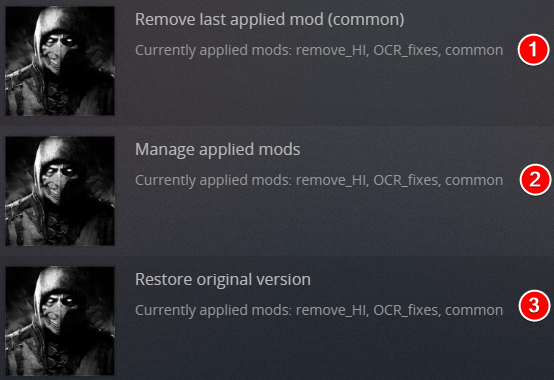 Remove last applied mod (common)
Currently applied mods: remove_HI, OCR_fixes, common
1
Manage applied mods
Currently applied mods: remove_HI, OCR_fixes, common
2
Restore original version
Currently applied mods: remove_HI, OCR_fixes, common
3